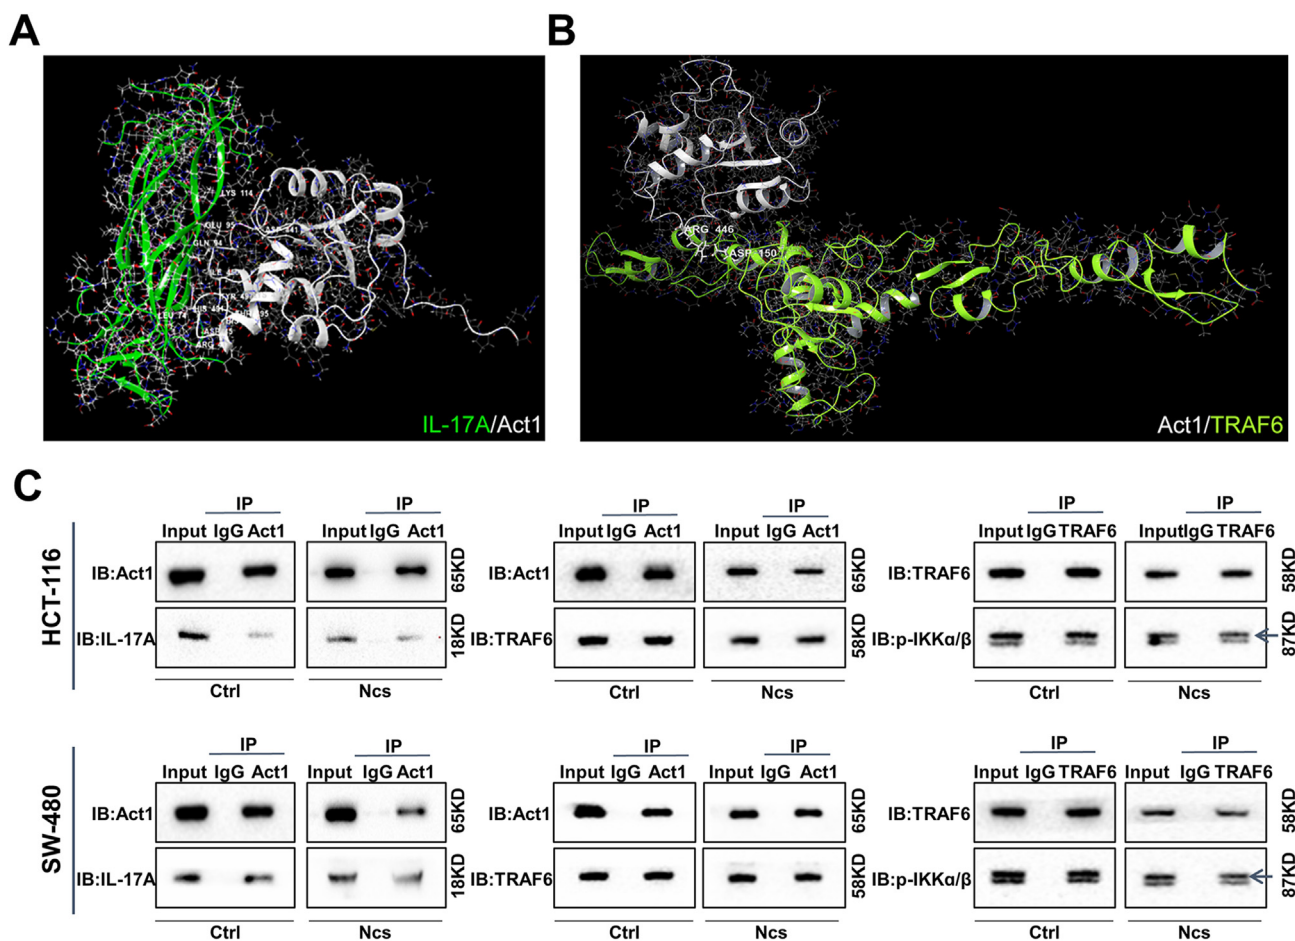 A
B
LYS 114
GLU 95
GLN 94
LEU 74
ARG 446
ASP 150
IL-17A/Act1
Act1/TRAF6
C
HCT-116
IP
IP
IP
IP
IP
IP
Input IgG Act1
Input IgG Act1
Input IgG Act1
Input IgG Act1
Input IgG TRAF6
Input IgG TRAF6
IB:Act1
65KD
IB:Act1
65KD
IB:TRAF6
58KD
IB:IL-17A
18KD
IB:TRAF6
58KD
IB:p-IKKα/β
87KD
Ctrl
Ncs
Ctrl
Ncs
Ctrl
Ncs
SW-480
IP
IP
IP
IP
IP
IP
Input IgG Act1
Input IgG Act1
Input IgG Act1
Input IgG Act1
Input IgG TRAF6
Input IgG TRAF6
IB:Act1
65KD
IB:Act1
65KD
IB:TRAF6
58KD
IB:IL-17A
18KD
IB:TRAF6
58KD
IB:p-IKKα/β
87KD
Ctrl
Ncs
Ctrl
Ncs
Ctrl
Ncs